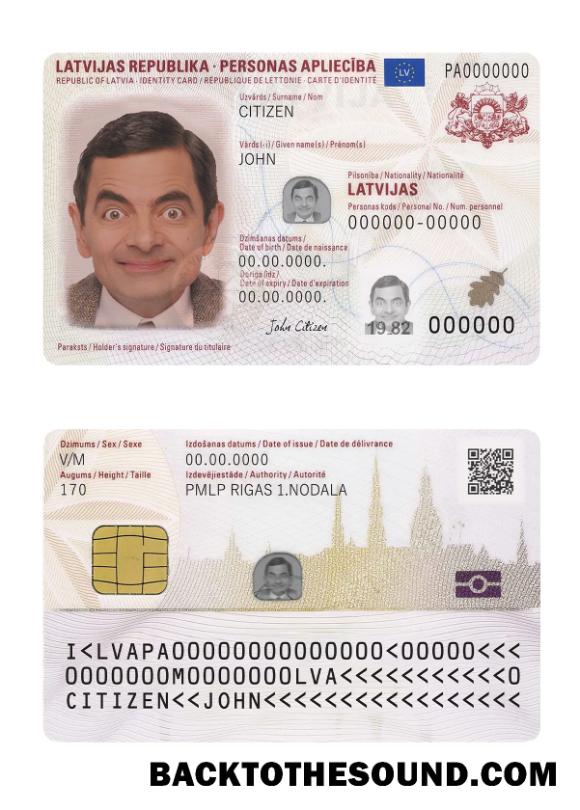 LATVIJAS REPUBLIKA · PERSONAS APLIECĪBA
REPUBLIC OF LATVIA · IDENTITY CARD / RÉPUBLIQUE DE LETTONIE · CARTE D'IDENTITÉ
LV
PA0000000
Uzvārds / Surname / Nom
CITIZEN
Vārds(-i) / Given name(s) / Prénom(s)
JOHN
Pilsonība / Nationality / Nationalité
LATVIJAS
Personas kods / Personal No. / Num. personnel
000000-00000
Dzimšanas datums /
Date of birth / Date de naissance
00.00.0000.
Derīga līdz /
Date of expiry / Date d'expiration
00.00.0000.
John Citizen
19.82
000000
Paraksts / Holder's signature / Signature du titulaire
Dzimums / Sex / Sexe
V/M
Augums / Height / Taille
170
Izdošanas datums / Date of issue / Date de délivrance
00.00.0000
Izdevējiestāde / Authority / Autorité
PMLP RIGAS 1.NODALA
I<LVAPA00000000000000<00000<<<
0000000M0000000LVA<<<<<<<<<<<0
CITIZEN<<JOHN<<<<<<<<<<<<<<<<<
BACKTOTHESOUND.COM